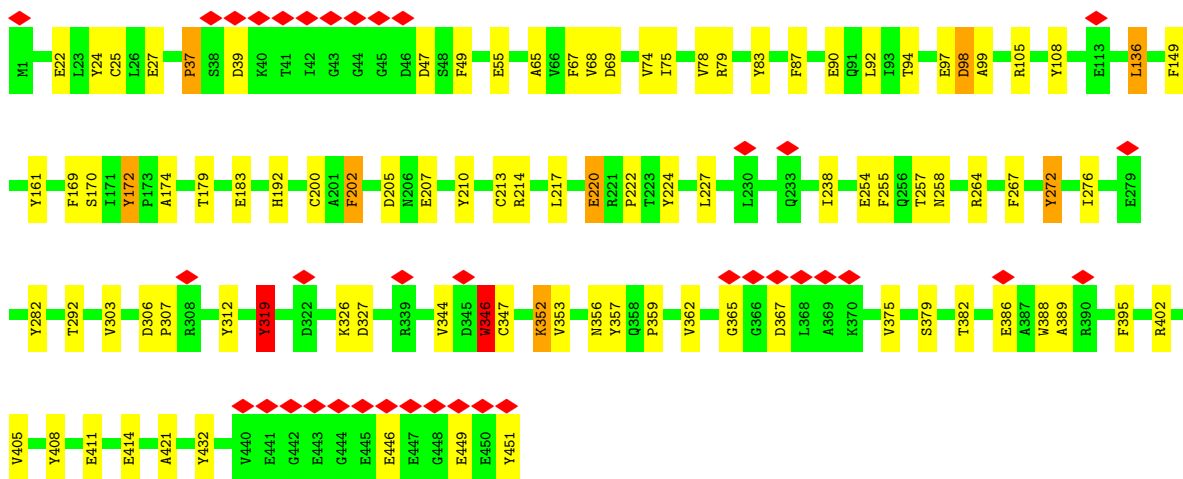 M1 E22 L23 Y24 C25 L26 E27 P37 S38 D39 K40 T41 I42 G43 G44 G45 D46 D47 S48 F49 E55 A65 V66 F67 V68 D69 V74 I75 V78 R79 Y83 F87 E90 Q91 L92 I93 T94 E97 D98 A99 R105 Y108 E113 L136 F149
Y161 F169 S170 I171 Y172 P173 A174 T179 E183 H192 C200 A201 F202 D205 N206 E207 Y210 C213 R214 L217 E220 R221 P222 T223 Y224 L227 L230 Q233 I238 E254 F255 Q256 T257 N258 R264 F267 Y272 I276 E279
Y282 T292 V303 D306 P307 R308 Y312 Y319 D322 K326 D327 R339 V344 D345 W346 C347 K352 V353 N356 Y357 Q358 P359 V362 G365 G366 D367 L368 A369 K370 V375 S379 T382 E386 A387 W388 A389 R390 F395 R402
V405 Y408 E411 E414 A421 Y432 V440 E441 G442 E443 G444 E445 E446 E447 G448 E449 E450 Y451